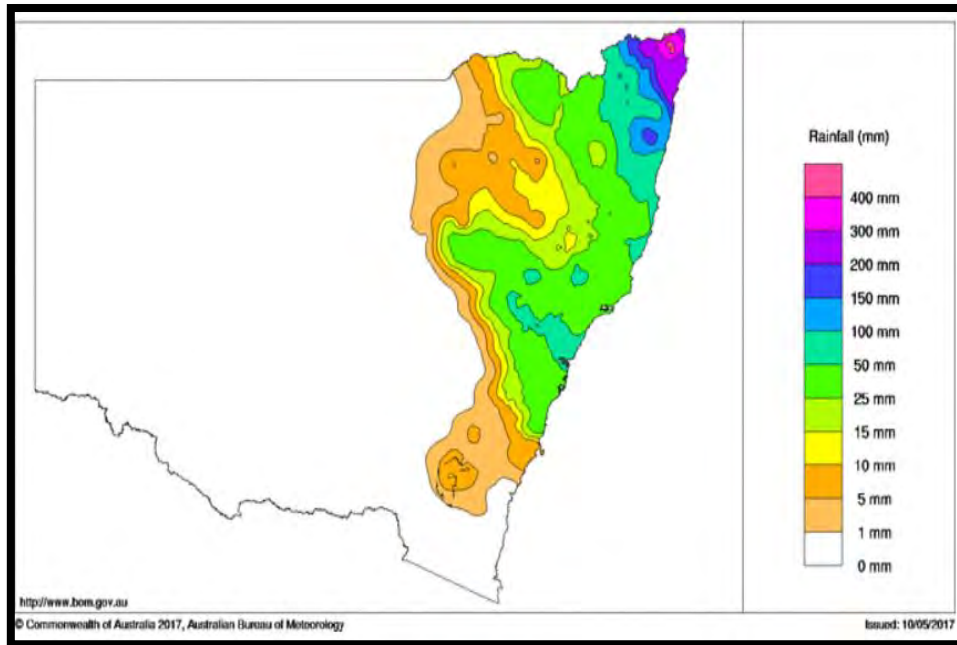 Rainfall (mm)
400 mm
300 mm
200 mm
150 mm
100 mm
50 mm
25 mm
15 mm
10 mm
5 mm
1 mm
0 mm
http://www.bom.gov.au
© Commonwealth of Australia 2017, Australian Bureau of Meteorology
Issued: 10/05/2017